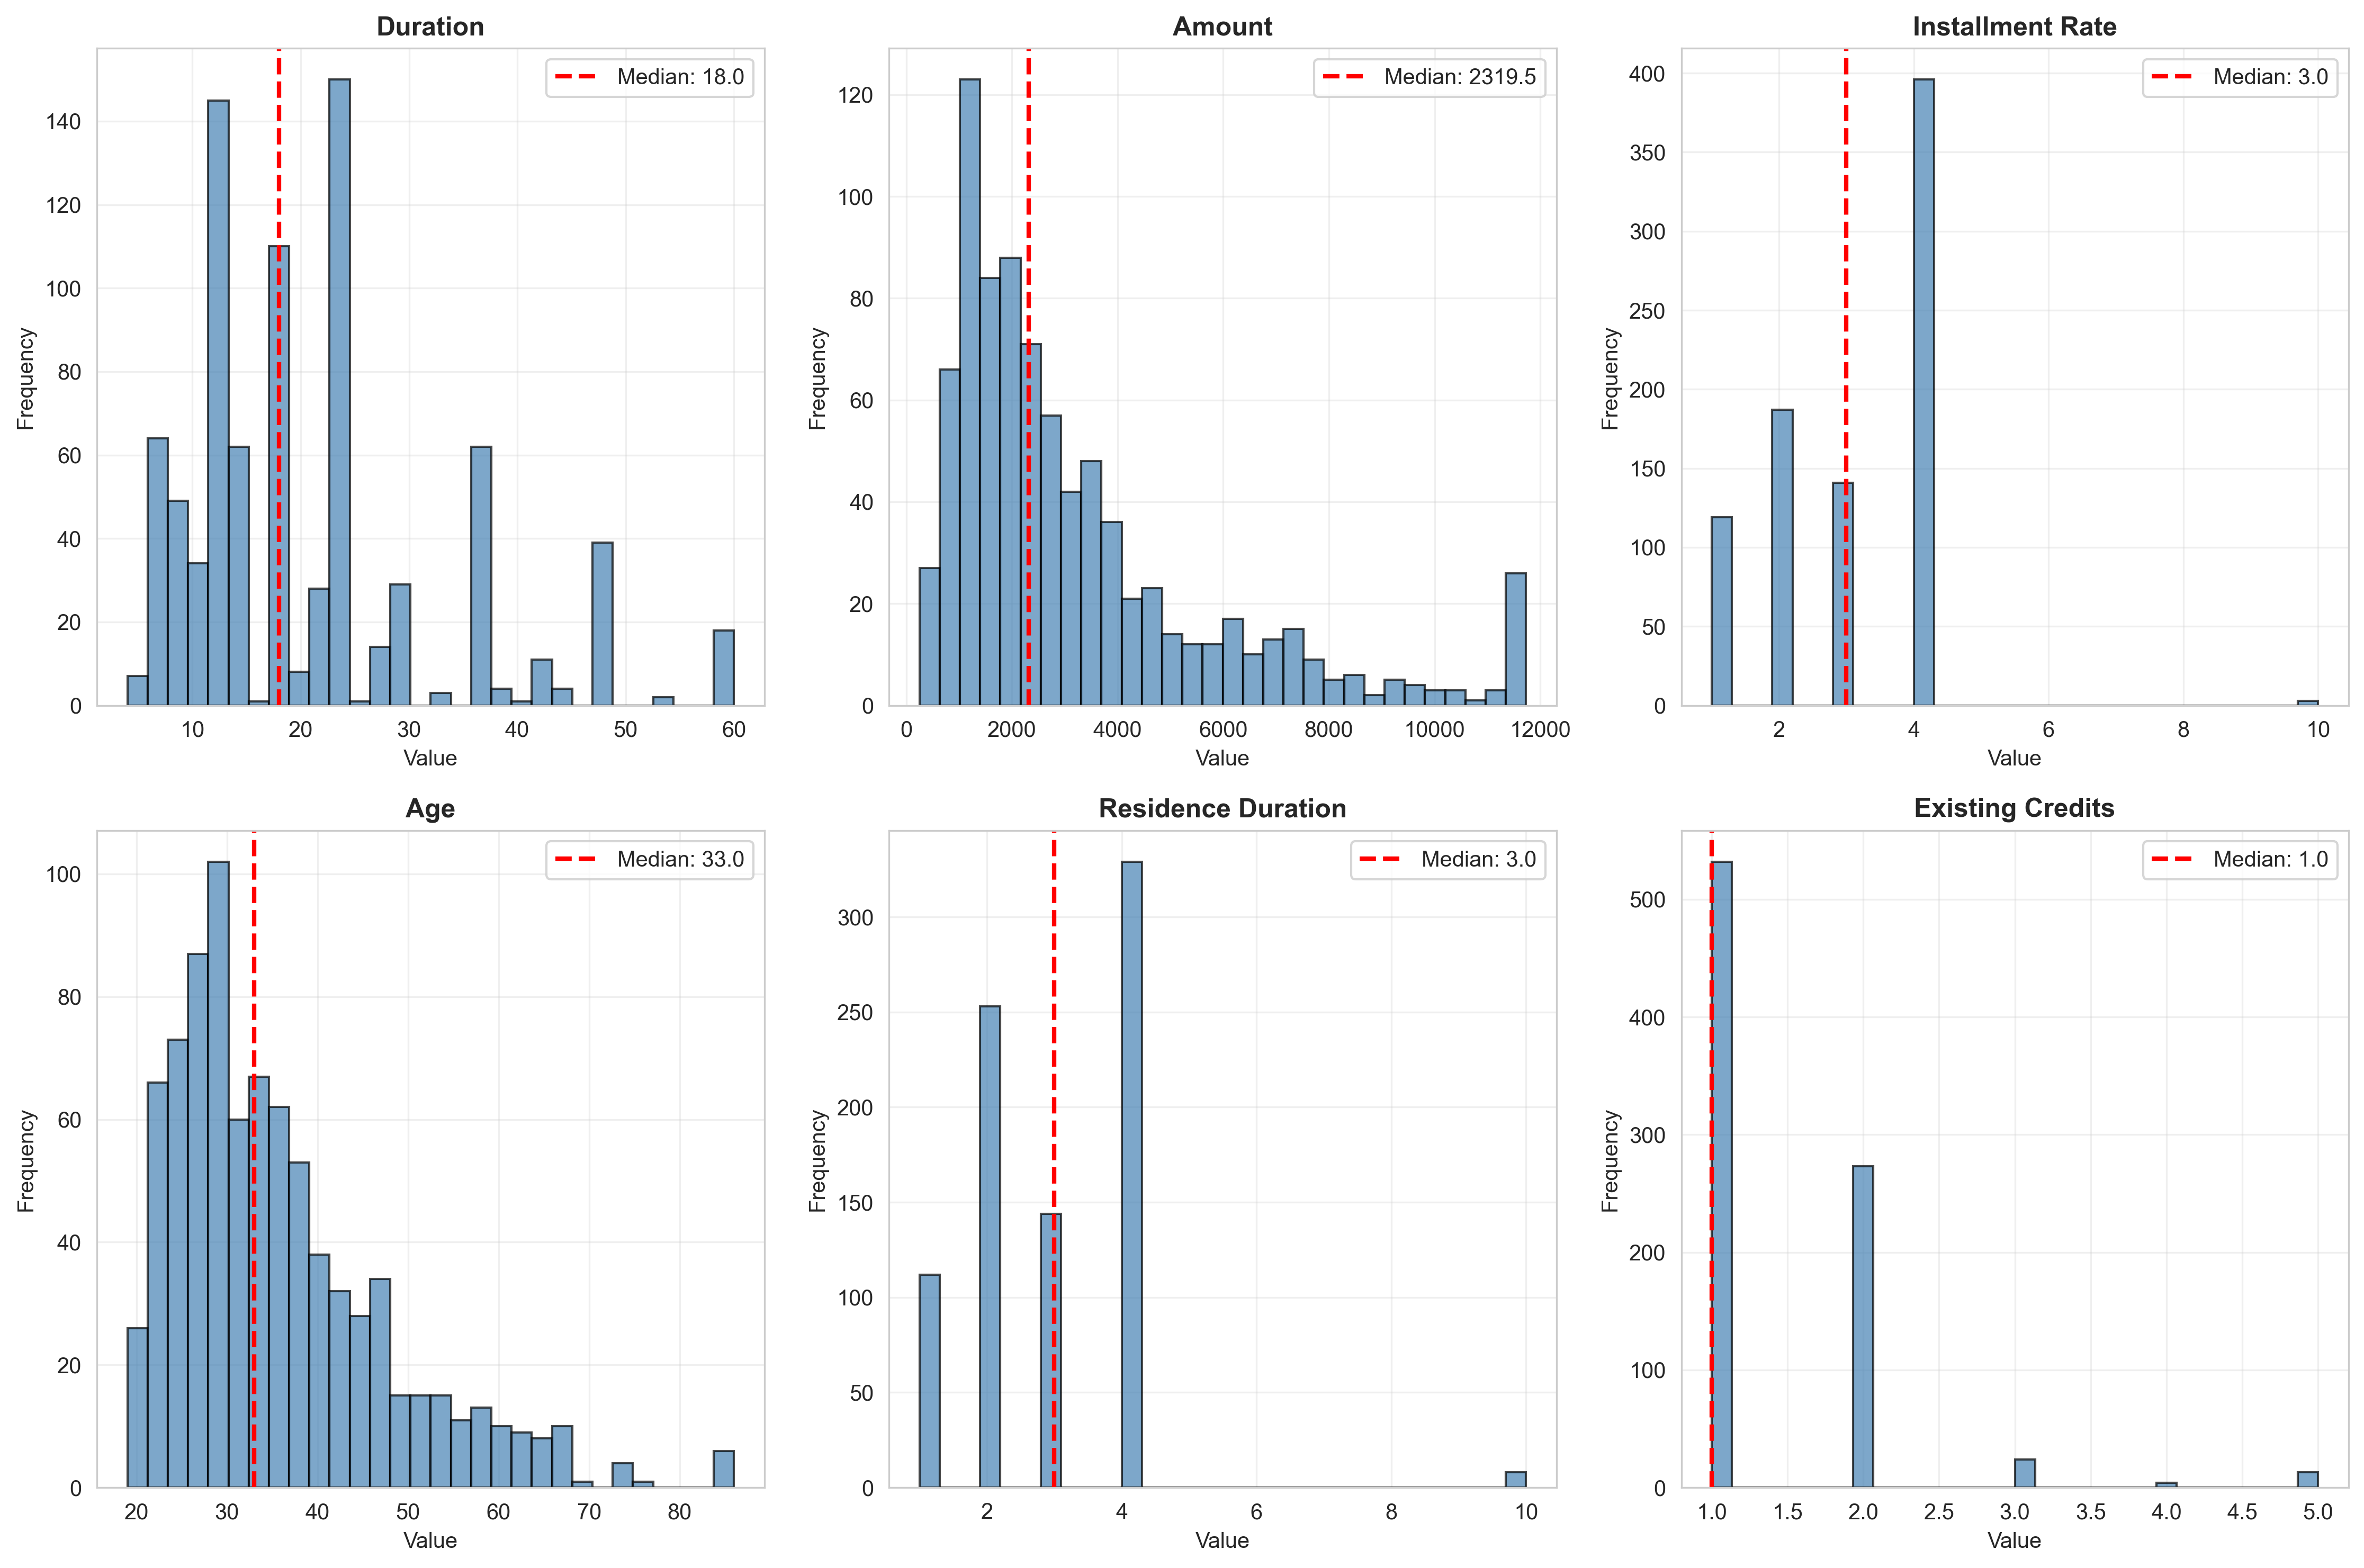 Duration
Median: 18.0
140
120
100
80
60
40
20
0
Frequency
10 20 30 40 50 60
Value
Amount
Median: 2319.5
120
100
80
60
40
20
0
Frequency
0 2000 4000 6000 8000 10000 12000
Value
Installment Rate
Median: 3.0
400
350
300
250
200
150
100
50
0
Frequency
2 4 6 8 10
Value
Age
Median: 33.0
100
80
60
40
20
0
Frequency
20 30 40 50 60 70 80
Value
Residence Duration
Median: 3.0
300
250
200
150
100
50
0
Frequency
2 4 6 8 10
Value
Existing Credits
Median: 1.0
500
400
300
200
100
0
Frequency
1.0 1.5 2.0 2.5 3.0 3.5 4.0 4.5 5.0
Value